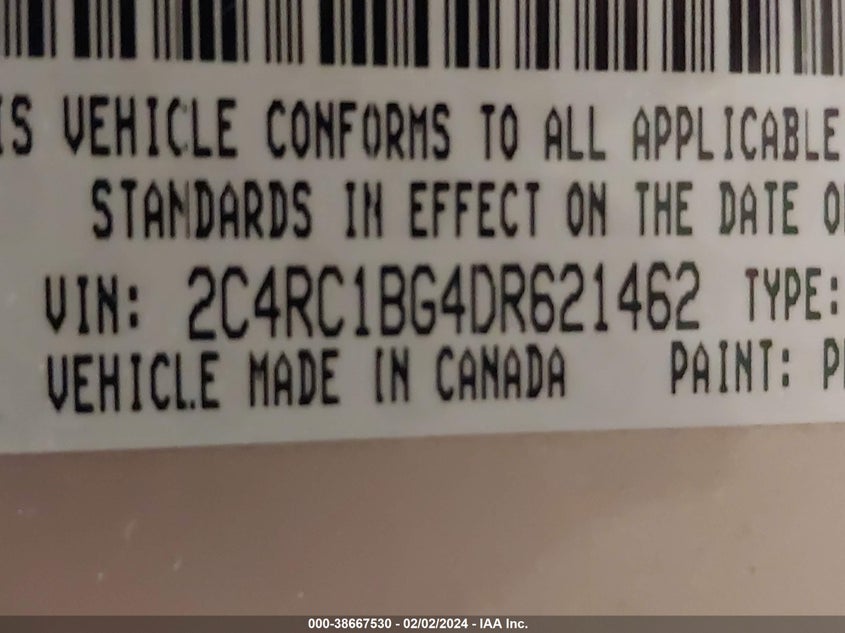 IS VEHICLE CONFORMS TO ALL APPLICABLE
STANDARDS IN EFFECT ON THE DATE
VIN: 2C4RC1BG4DR621462 TYPE:
VEHICLE MADE IN CANADA PAINT:
000-38667530 - 02/02/2024 - IAA Inc.